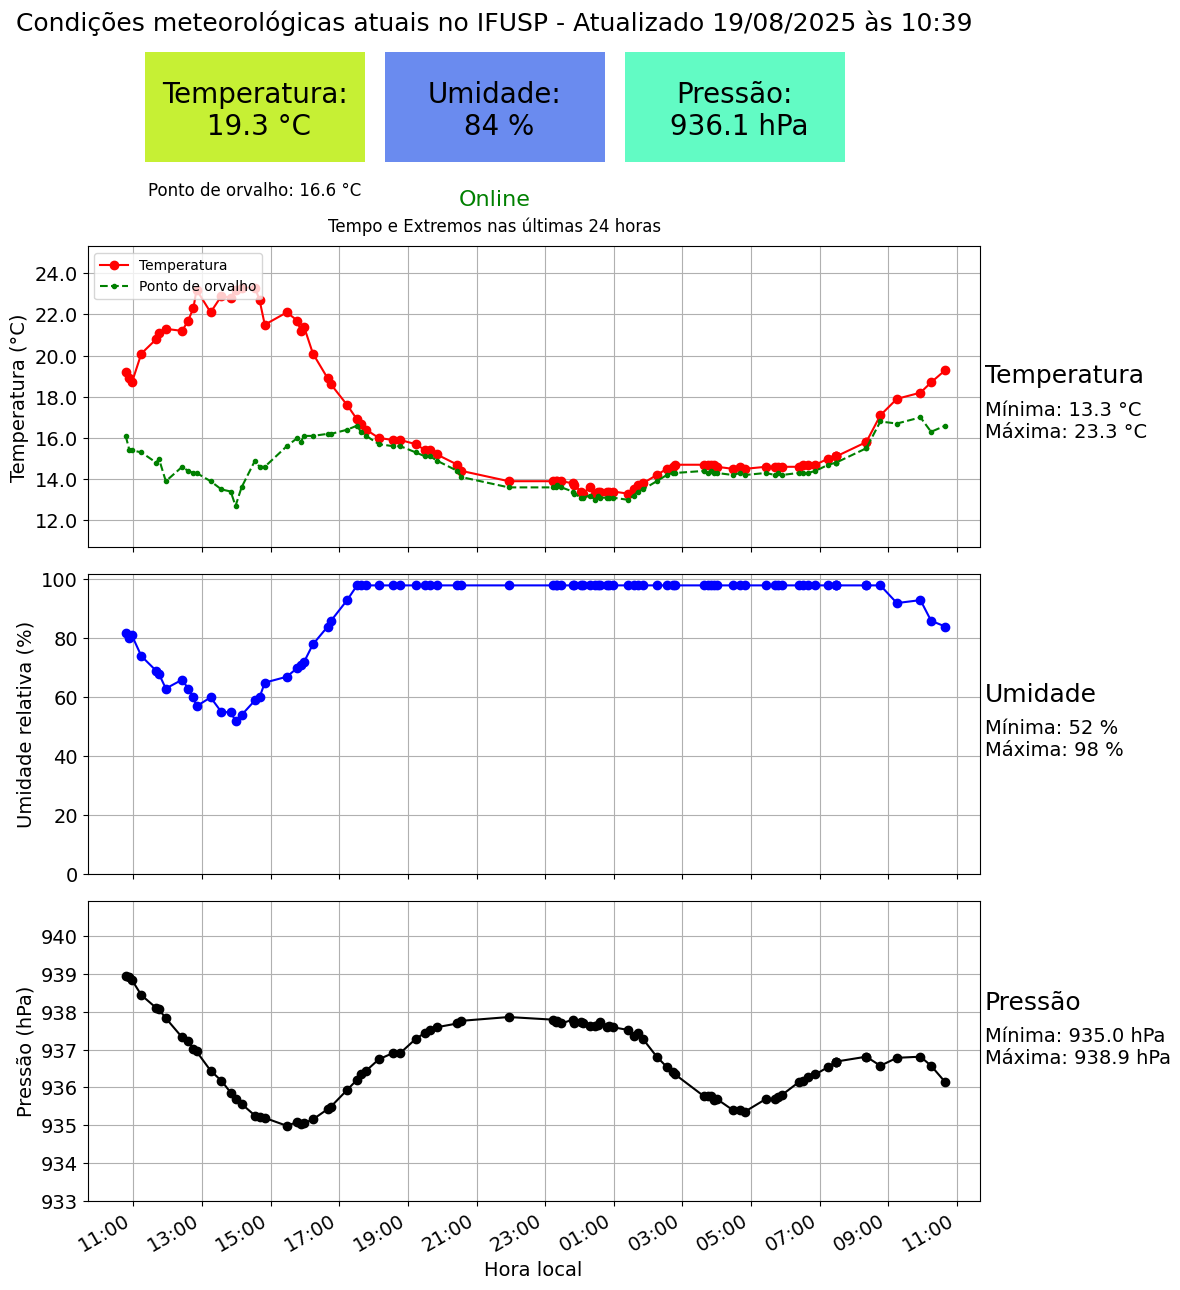 Condições meteorológicas atuais no IFUSP - Atualizado 19/08/2025 às 10:39
Temperatura:
19.3 °C
Umidade:
84 %
Pressão:
936.1 hPa
Ponto de orvalho: 16.6 °C
Online
Tempo e Extremos nas últimas 24 horas
Temperatura
Ponto de orvalho
Temperatura (°C)
24.0
22.0
20.0
18.0
16.0
14.0
12.0
Temperatura
Mínima: 13.3 °C
Máxima: 23.3 °C
Umidade relativa (%)
100
80
60
40
20
0
Umidade
Mínima: 52 %
Máxima: 98 %
Pressão (hPa)
940
939
938
937
936
935
934
933
Pressão
Mínima: 935.0 hPa
Máxima: 938.9 hPa
11:00
13:00
15:00
17:00
19:00
21:00
23:00
01:00
03:00
05:00
07:00
09:00
11:00
Hora local